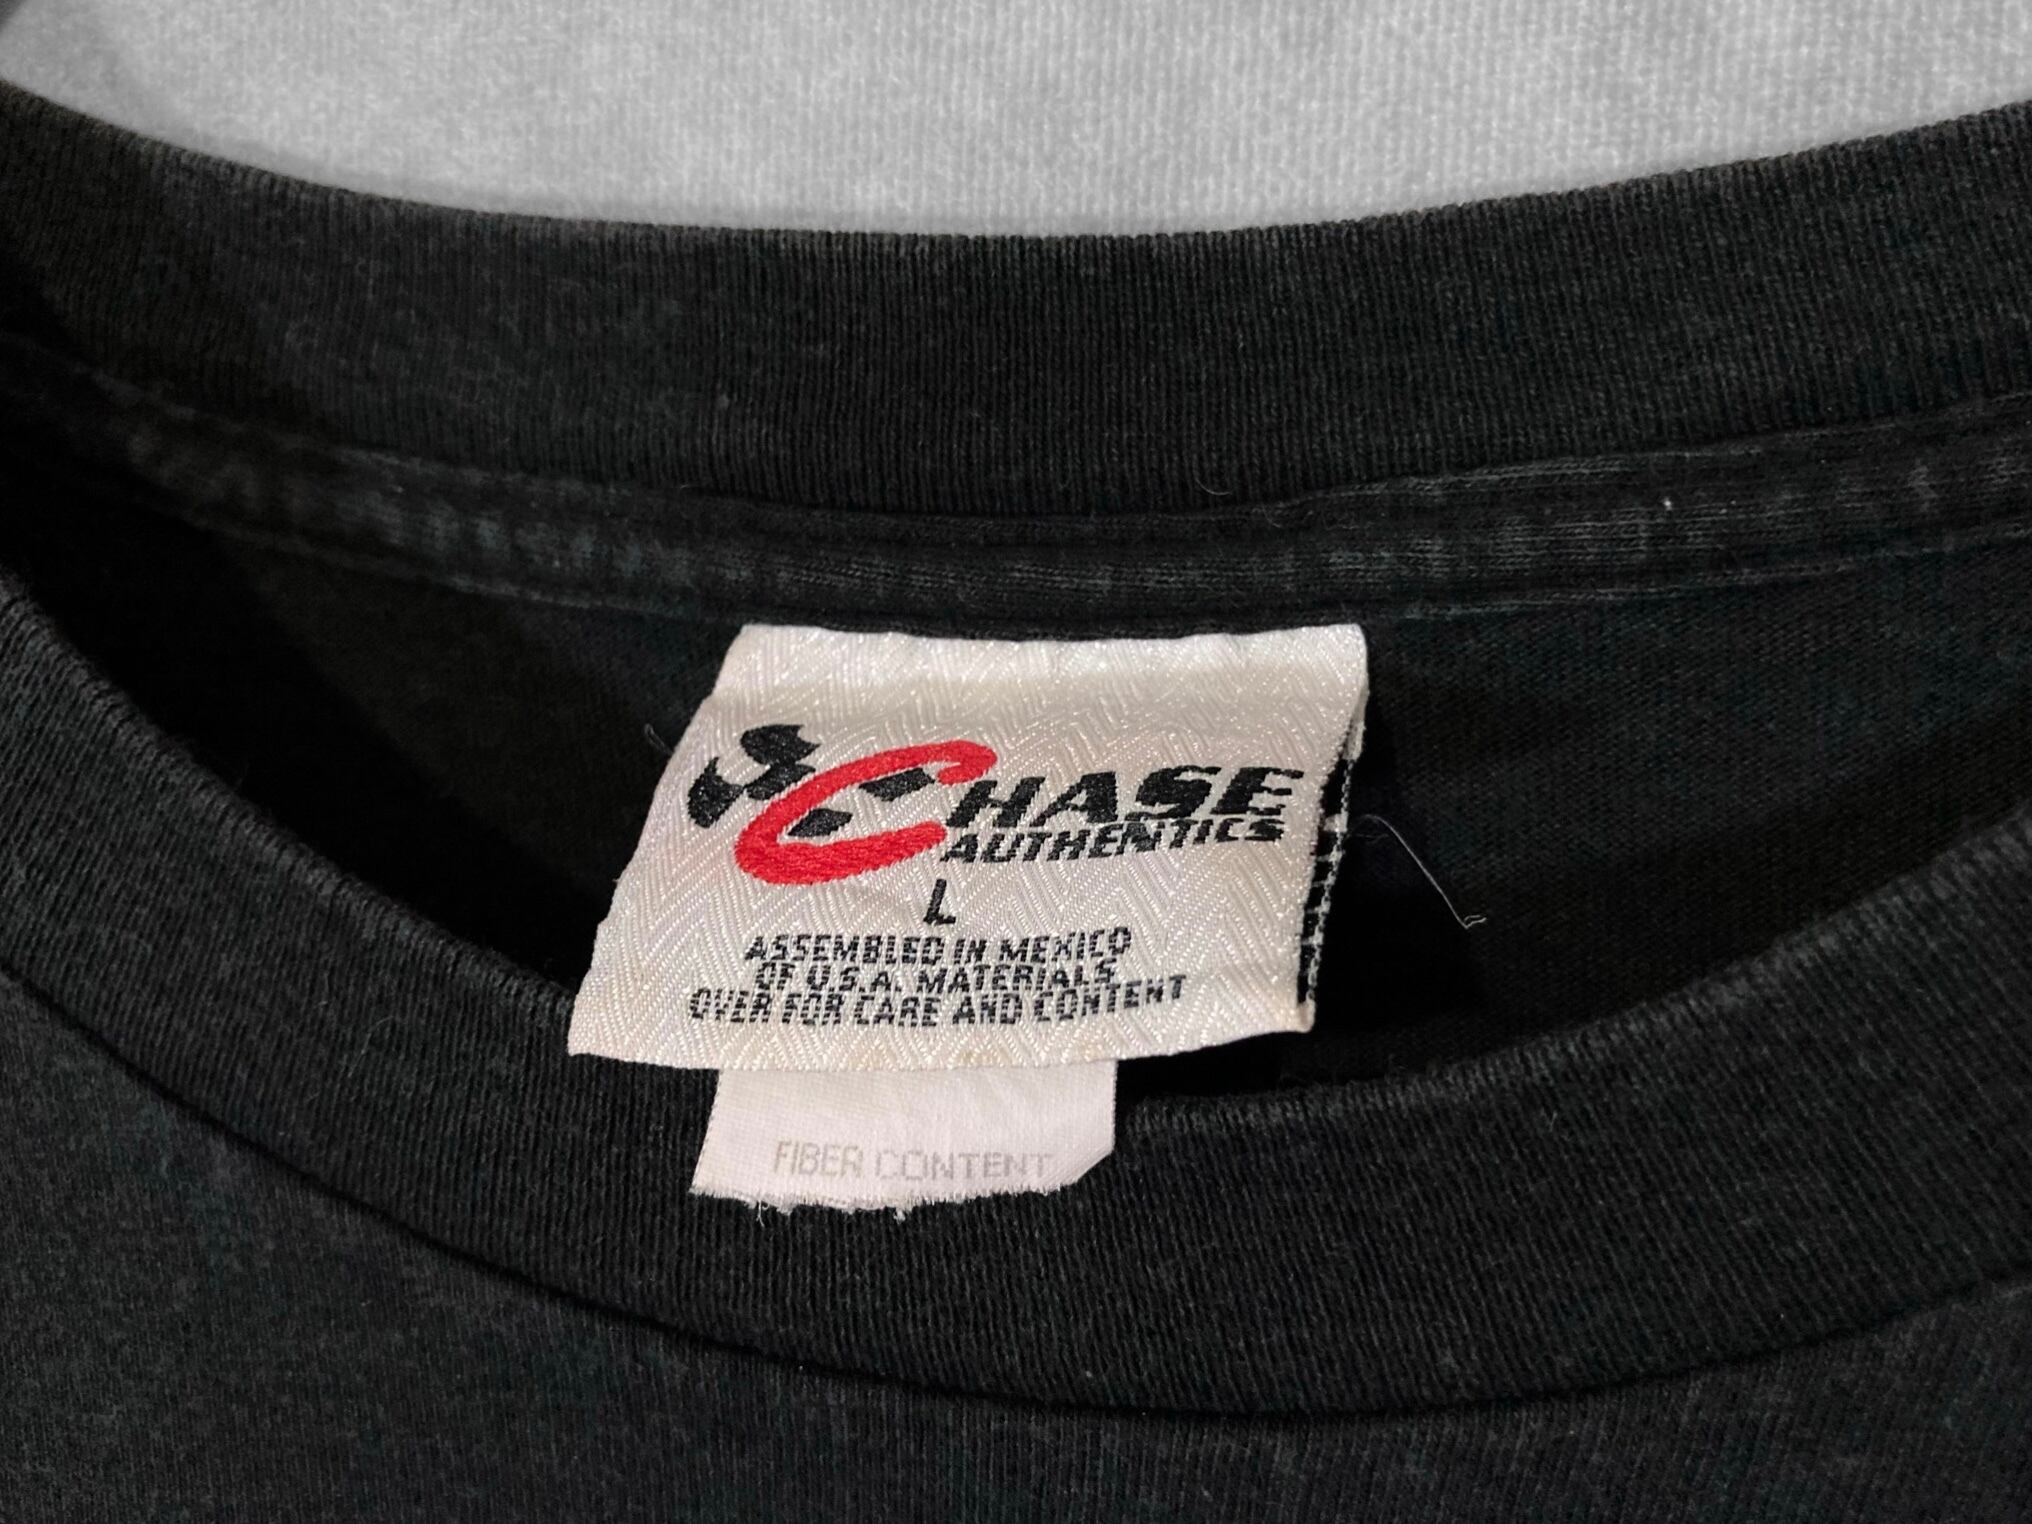 CHASE
AUTHENTICS
L
ASSEMBLED IN MEXICO
OF U.S.A. MATERIALS
OVER FOR CARE AND CONTENT
FIBER CONTENT